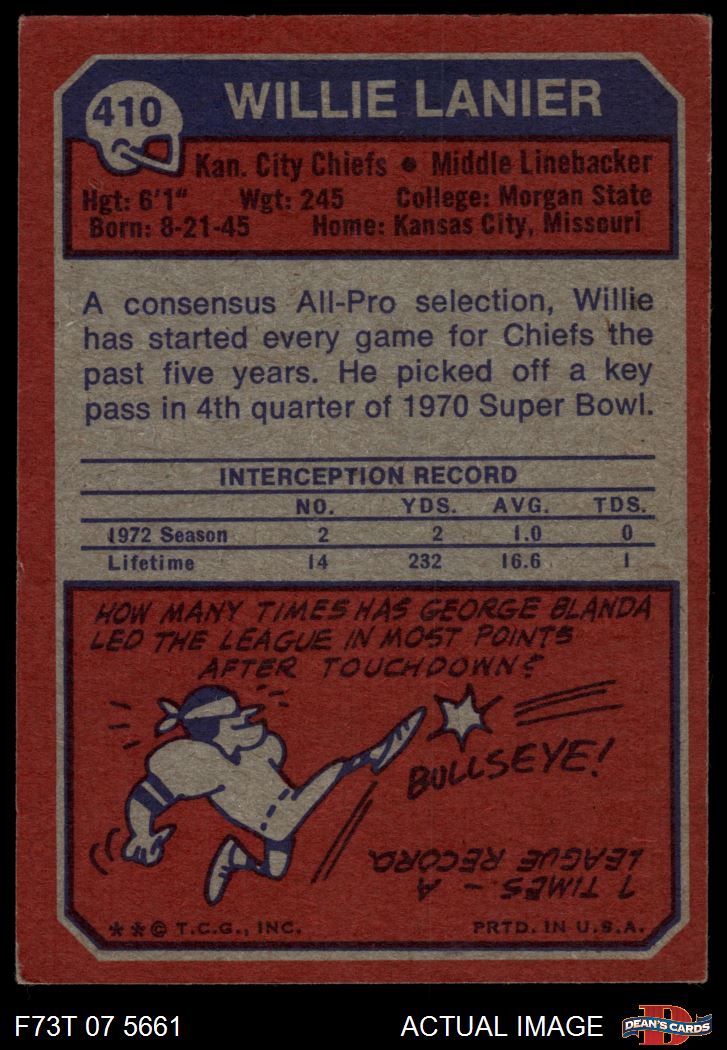 410
WILLIE LANIER
Kan. City Chiefs • Middle Linebacker
Hgt: 6'1" Wgt: 245 College: Morgan State
Born: 8-21-45 Home: Kansas City, Missouri
A consensus All-Pro selection, Willie
has started every game for Chiefs the
past five years. He picked off a key
pass in 4th quarter of 1970 Super Bowl.
INTERCEPTION RECORD
NO. YDS. AVG. TDS.
1972 Season 2 2 1.0 0
Lifetime 14 232 16.6 1
HOW MANY TIMES HAS GEORGE BLANDA
LED THE LEAGUE IN MOST POINTS
AFTER TOUCHDOWN?
BULLSEYE!
7 TIMES - A
LEAGUE RECORD.
**© T.C.G., INC. PRTD. IN U.S.A.
F73T 07 5661 ACTUAL IMAGE
D
DEAN'S CARDS